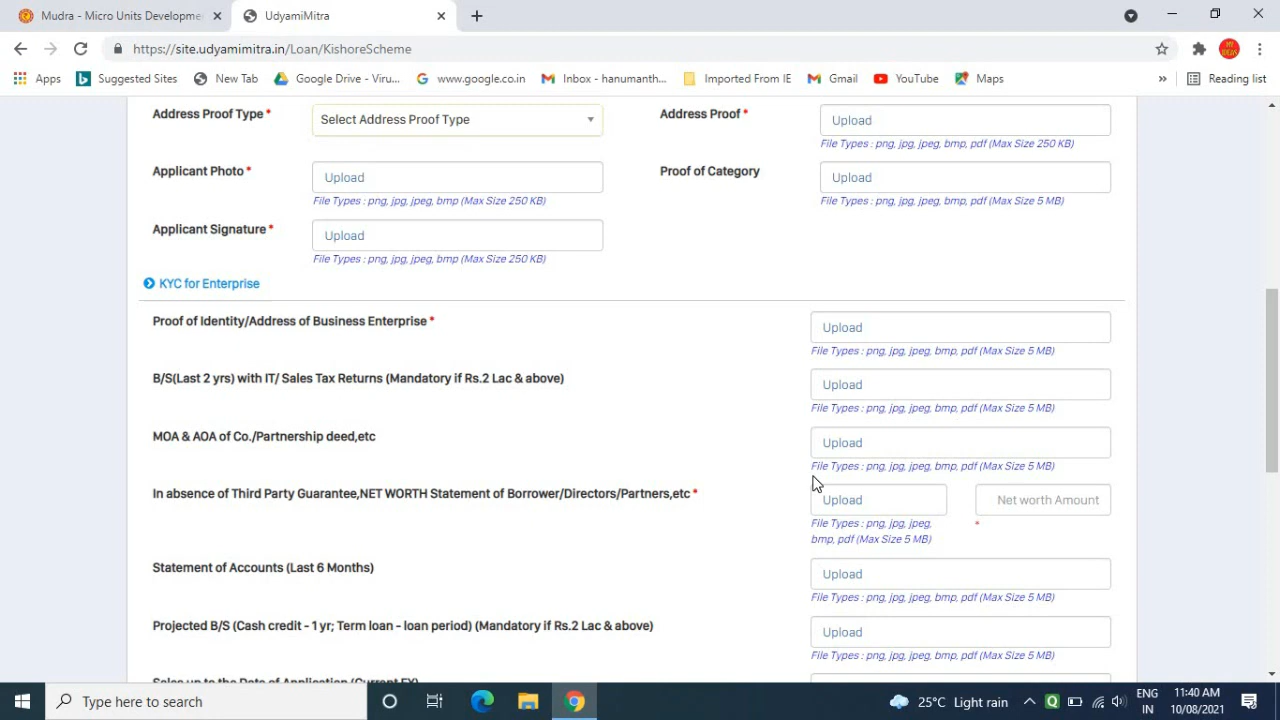 Mudra - Micro Units Developme
UdyamiMitra
https://site.udyamimitra.in/Loan/KishoreScheme
Apps
Suggested Sites
New Tab
Google Drive - Viru...
www.google.co.in
Inbox - hanumanth...
Imported From IE
Gmail
YouTube
Maps
»
Reading list
Address Proof Type *
Select Address Proof Type
Address Proof *
Upload
File Types : png, jpg, jpeg, bmp, pdf (Max Size 250 KB)
Applicant Photo *
Upload
File Types : png, jpg, jpeg, bmp (Max Size 250 KB)
Proof of Category
Upload
File Types : png, jpg, jpeg, bmp, pdf (Max Size 5 MB)
Applicant Signature *
Upload
File Types : png, jpg, jpeg, bmp (Max Size 250 KB)
KYC for Enterprise
Proof of Identity/Address of Business Enterprise *
Upload
File Types : png, jpg, jpeg, bmp, pdf (Max Size 5 MB)
B/S(Last 2 yrs) with IT/ Sales Tax Returns (Mandatory if Rs.2 Lac & above)
Upload
File Types : png, jpg, jpeg, bmp, pdf (Max Size 5 MB)
MOA & AOA of Co./Partnership deed,etc
Upload
File Types : png, jpg, jpeg, bmp, pdf (Max Size 5 MB)
In absence of Third Party Guarantee,NET WORTH Statement of Borrower/Directors/Partners,etc *
Upload
Net worth Amount
File Types : png, jpg, jpeg,
bmp, pdf (Max Size 5 MB)
*
Statement of Accounts (Last 6 Months)
Upload
File Types : png, jpg, jpeg, bmp, pdf (Max Size 5 MB)
Projected B/S (Cash credit - 1 yr; Term loan - loan period) (Mandatory if Rs.2 Lac & above)
Upload
File Types : png, jpg, jpeg, bmp, pdf (Max Size 5 MB)
Sales up to the Date of Application (Current FY)
Type here to search
25°C Light rain
ENG
IN
11:40 AM
10/08/2021